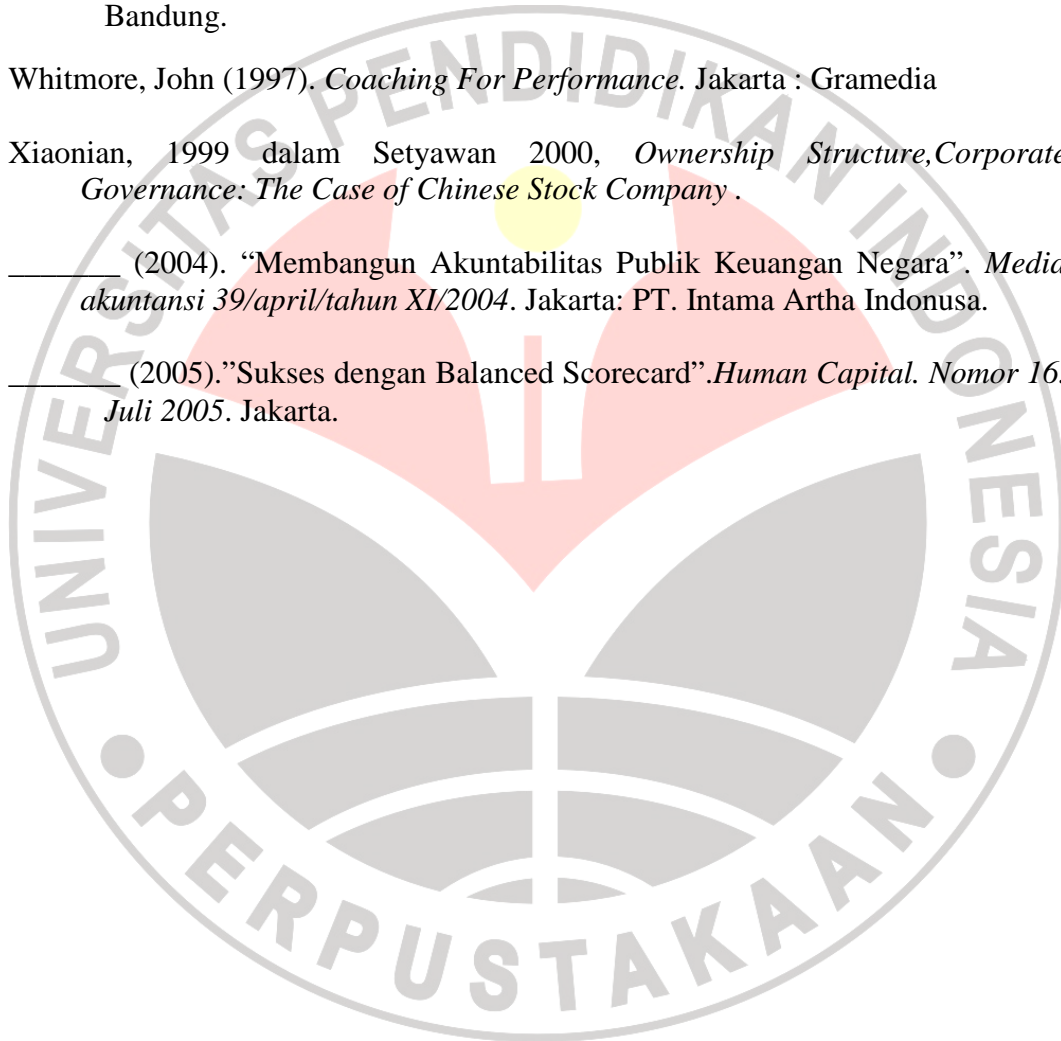 Bandung.
Whitmore, John (1997). Coaching For Performance. Jakarta : Gramedia
Xiaonian, 1999 dalam Setyawan 2000, Ownership Structure,Corporate
Governance: The Case of Chinese Stock Company .
_______ (2004). “Membangun Akuntabilitas Publik Keuangan Negara”. Media
akuntansi 39/april/tahun XI/2004. Jakarta: PT. Intama Artha Indonusa.
_______ (2005).”Sukses dengan Balanced Scorecard”.Human Capital. Nomor 16.
Juli 2005. Jakarta.
UNIVERSITAS PENDIDIKAN INDONESIA
PERPUSTAKAAN